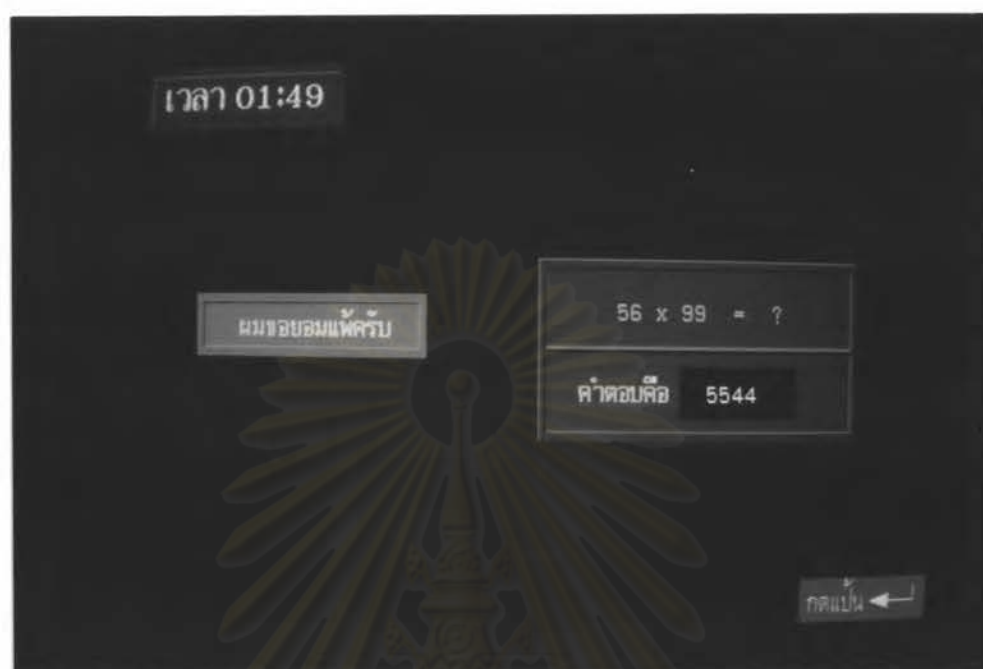 เวลา 01:49
ผมขอยอมแพ้ครับ
56 x 99 = ?
คำตอบคือ 5544
กดแป้น